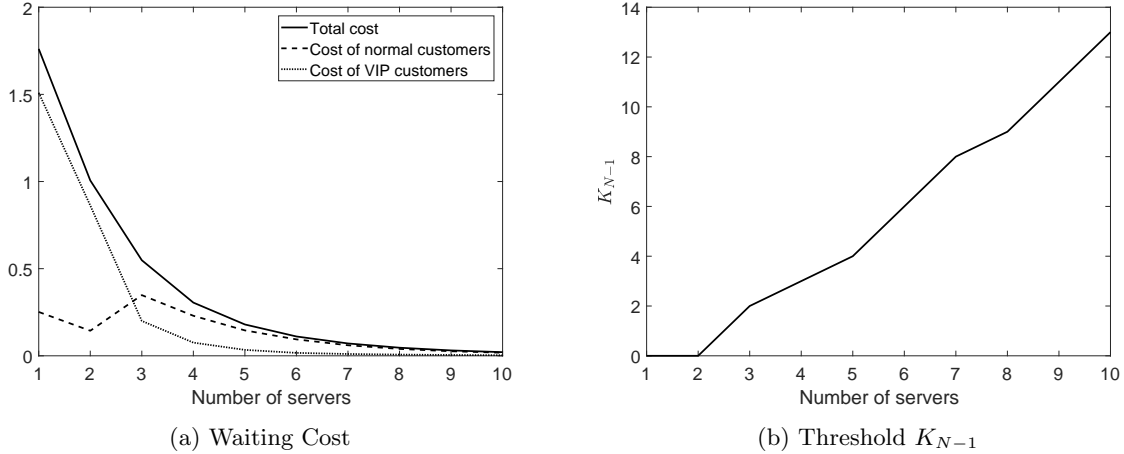 2
1.5
1
0.5
0
1 2 3 4 5 6 7 8 9 10
Number of servers
Total cost
Cost of normal customers
Cost of VIP customers
(a) Waiting Cost
14
12
10
8
6
4
2
0
K_{N-1}
1 2 3 4 5 6 7 8 9 10
Number of servers
(b) Threshold K_{N-1}